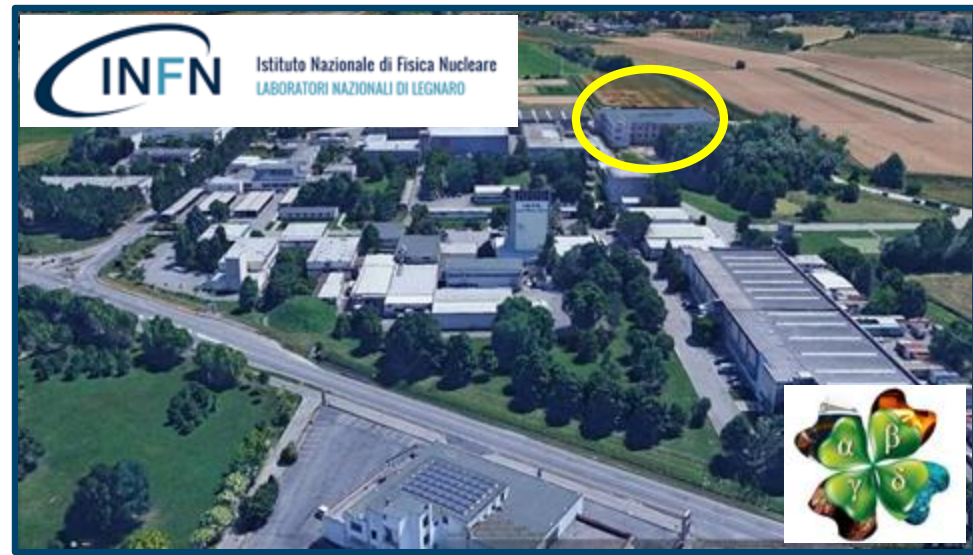 INFN
Istituto Nazionale di Fisica Nucleare
LABORATORI NAZIONALI DI LEGNARO
α β
γ δ